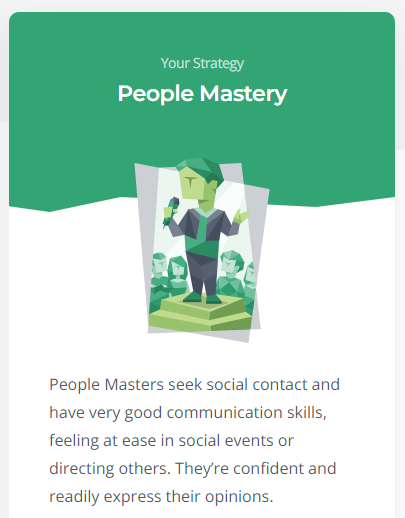 Your Strategy
People Mastery
People Masters seek social contact and
have very good communication skills,
feeling at ease in social events or
directing others. They’re confident and
readily express their opinions.